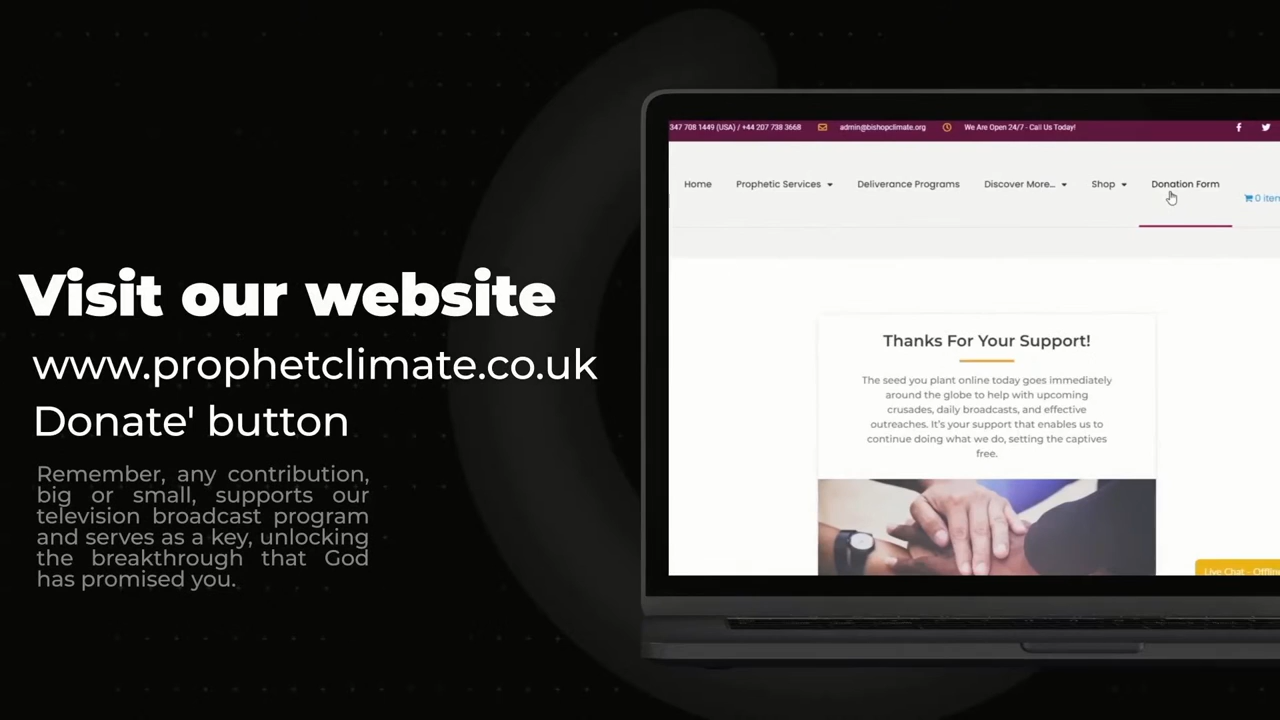 Visit our website
www.prophetclimate.co.uk
Donate' button
Remember, any contribution,
big or small, supports our
television broadcast program
and serves as a key, unlocking
the breakthrough that God
has promised you.
347 708 1449 (USA) / +44 207 738 3668 admin@bishopclimate.org We Are Open 24/7 - Call Us Today!
Home Prophetic Services Deliverance Programs Discover More... Shop Donation Form
0 item
Thanks For Your Support!
The seed you plant online today goes immediately
around the globe to help with upcoming
crusades, daily broadcasts, and effective
outreaches. It's your support that enables us to
continue doing what we do, setting the captives
free.
Live Chat - Offlin